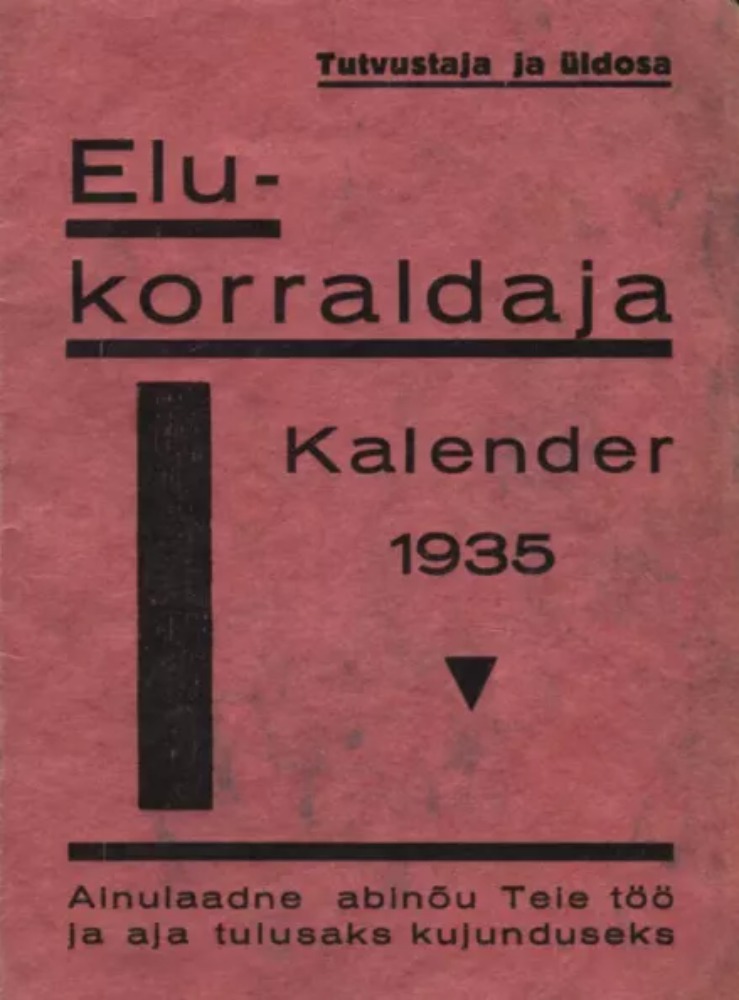 Tutvustaja ja üldosa
Elu-
korraldaja
Kalender
1935
Ainulaadne abinõu Teie töö
ja aja tulusaks kujunduseks